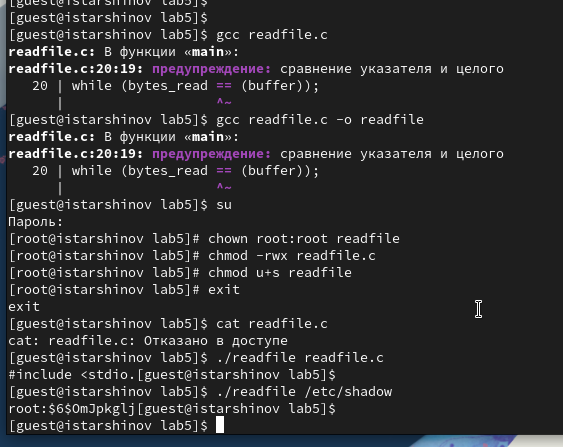 [guest@istarshinov lab5]$
[guest@istarshinov lab5]$
[guest@istarshinov lab5]$ gcc readfile.c
readfile.c: В функции «main»:
readfile.c:20:19: предупреждение: сравнение указателя и целого
20 | while (bytes_read == (buffer));
| ^~
[guest@istarshinov lab5]$ gcc readfile.c -o readfile
readfile.c: В функции «main»:
readfile.c:20:19: предупреждение: сравнение указателя и целого
20 | while (bytes_read == (buffer));
| ^~
[guest@istarshinov lab5]$ su
Пароль:
[root@istarshinov lab5]# chown root:root readfile
[root@istarshinov lab5]# chmod -rwx readfile.c
[root@istarshinov lab5]# chmod u+s readfile
[root@istarshinov lab5]# exit
exit
[guest@istarshinov lab5]$ cat readfile.c
cat: readfile.c: Отказано в доступе
[guest@istarshinov lab5]$ ./readfile readfile.c
#include <stdio.[guest@istarshinov lab5]$
[guest@istarshinov lab5]$ ./readfile /etc/shadow
root:$6$OmJpkglj[guest@istarshinov lab5]$
[guest@istarshinov lab5]$